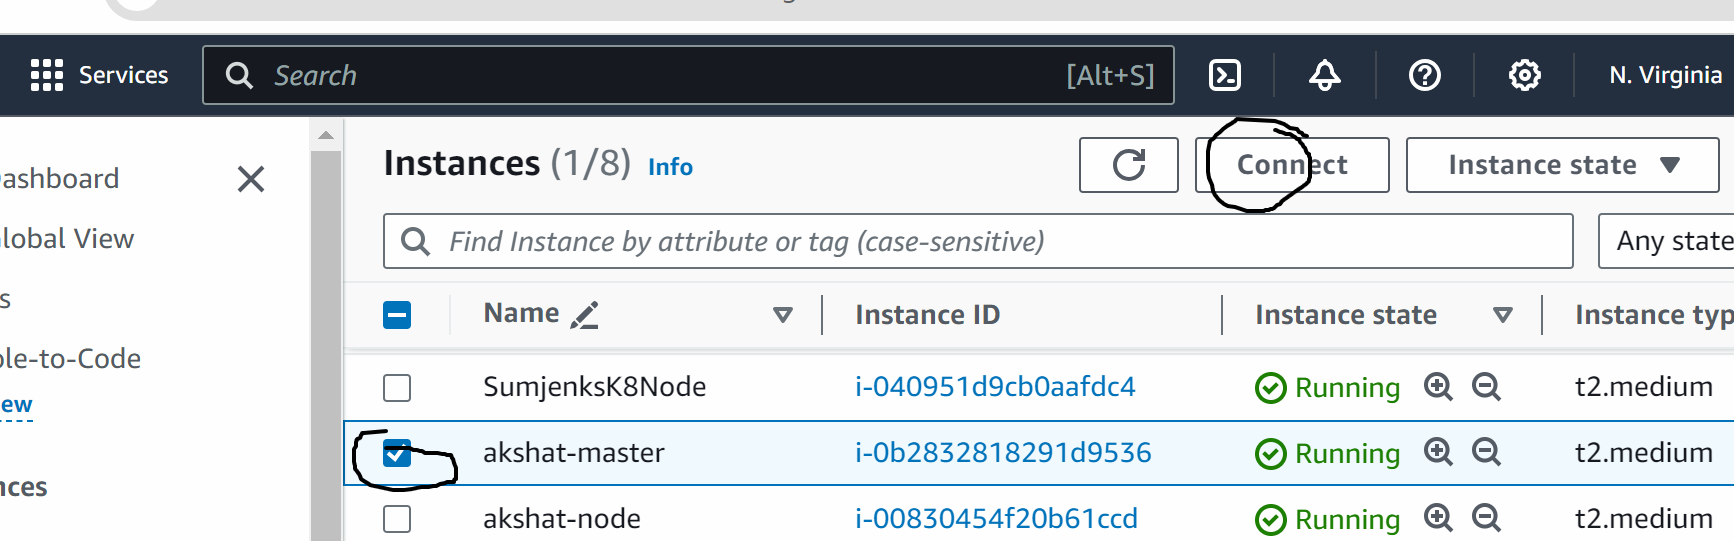 Services Search [Alt+S] N. Virginia
ashboard
lobal View
s
ole-to-Code
ew
nces
Instances (1/8) Info Connect Instance state
Find Instance by attribute or tag (case-sensitive) Any state
Name Instance ID Instance state Instance typ
SumjenksK8Node i-040951d9cb0aafdc4 Running t2.medium
akshat-master i-0b2832818291d9536 Running t2.medium
akshat-node i-00830454f20b61ccd Running t2.medium